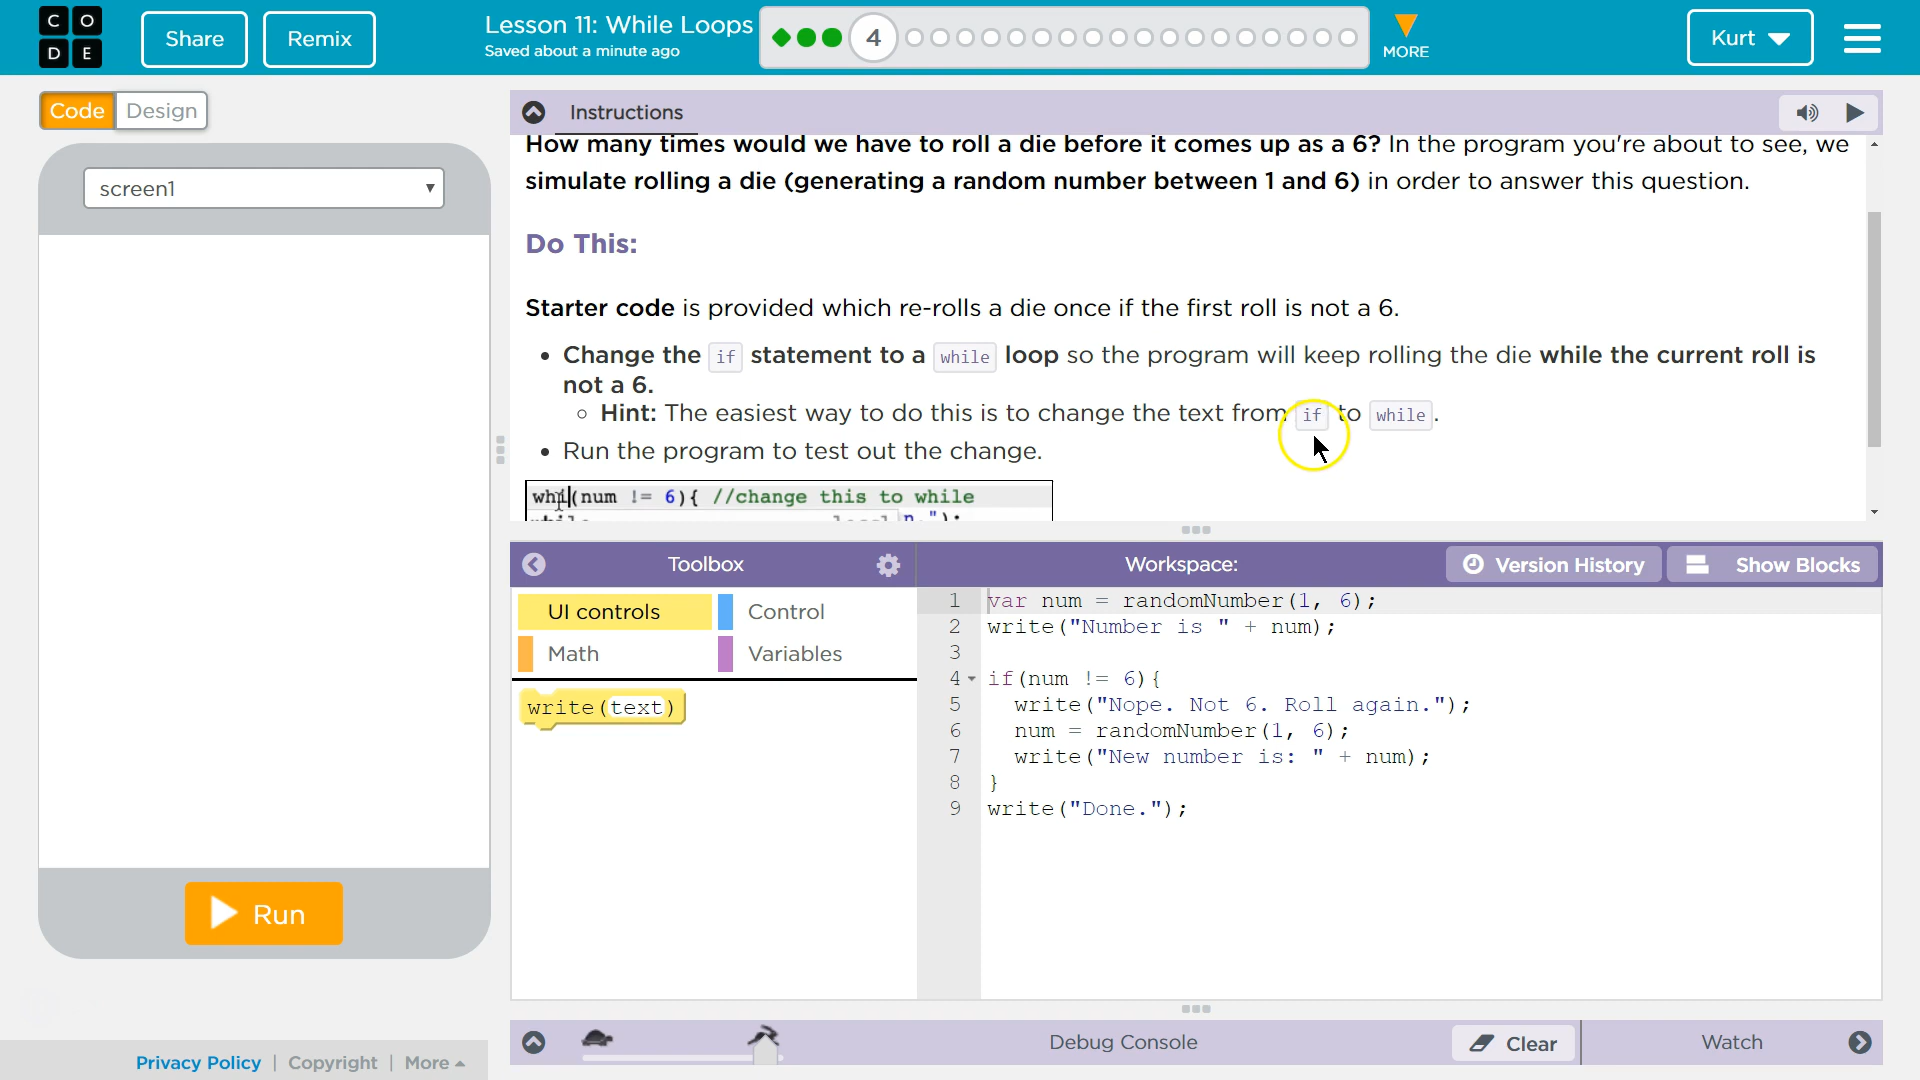 C O
D E
Share
Remix
Lesson 11: While Loops
Saved about a minute ago
4
MORE
Kurt
Code
Design
screen1
Run
Privacy Policy | Copyright | More
Instructions
How many times would we have to roll a die before it comes up as a 6? In the program you're about to see, we
simulate rolling a die (generating a random number between 1 and 6) in order to answer this question.
Do This:
Starter code is provided which re-rolls a die once if the first roll is not a 6.
• Change the if statement to a while loop so the program will keep rolling the die while the current roll is
not a 6.
Hint: The easiest way to do this is to change the text from if to while.
• Run the program to test out the change.
whi(num != 6){ //change this to while
Toolbox
UI controls
Control
Math
Variables
write(text)
Workspace:
Version History
Show Blocks
1 var num = randomNumber(1, 6);
2 write("Number is " + num);
3
4 if(num != 6){
5 write("Nope. Not 6. Roll again.");
6 num = randomNumber(1, 6);
7 write("New number is: " + num);
8 }
9 write("Done.");
Debug Console
Clear
Watch